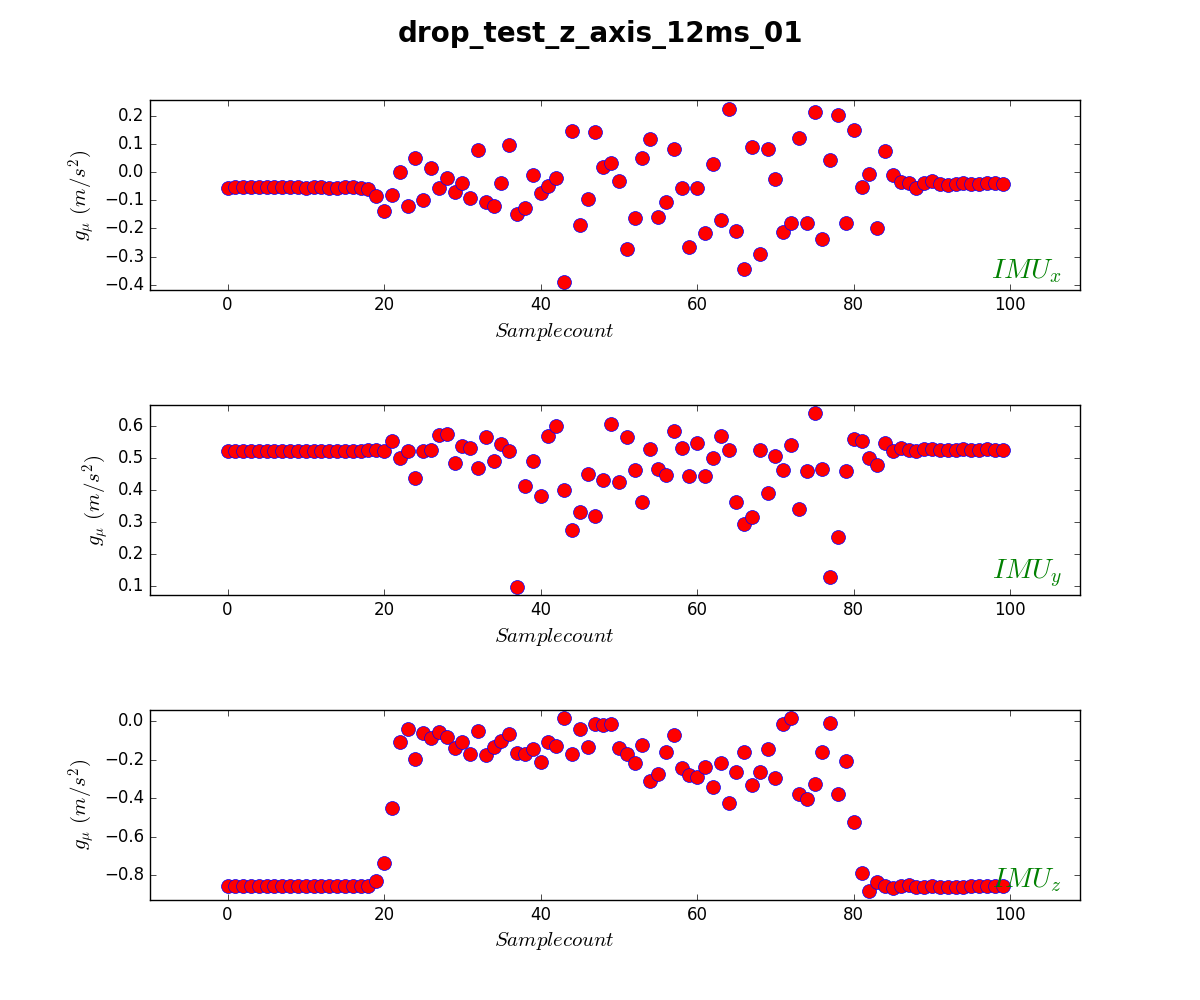 drop_test_z_axis_12ms_01
0.2
0.1
0.0
−0.1
−0.2
−0.3
−0.4
g_μ (m/s²)
IMU_x
0 20 40 60 80 100
Samplecount
0.6
0.5
0.4
0.3
0.2
0.1
g_μ (m/s²)
IMU_y
0 20 40 60 80 100
Samplecount
0.0
−0.2
−0.4
−0.6
−0.8
g_μ (m/s²)
IMU_z
0 20 40 60 80 100
Samplecount